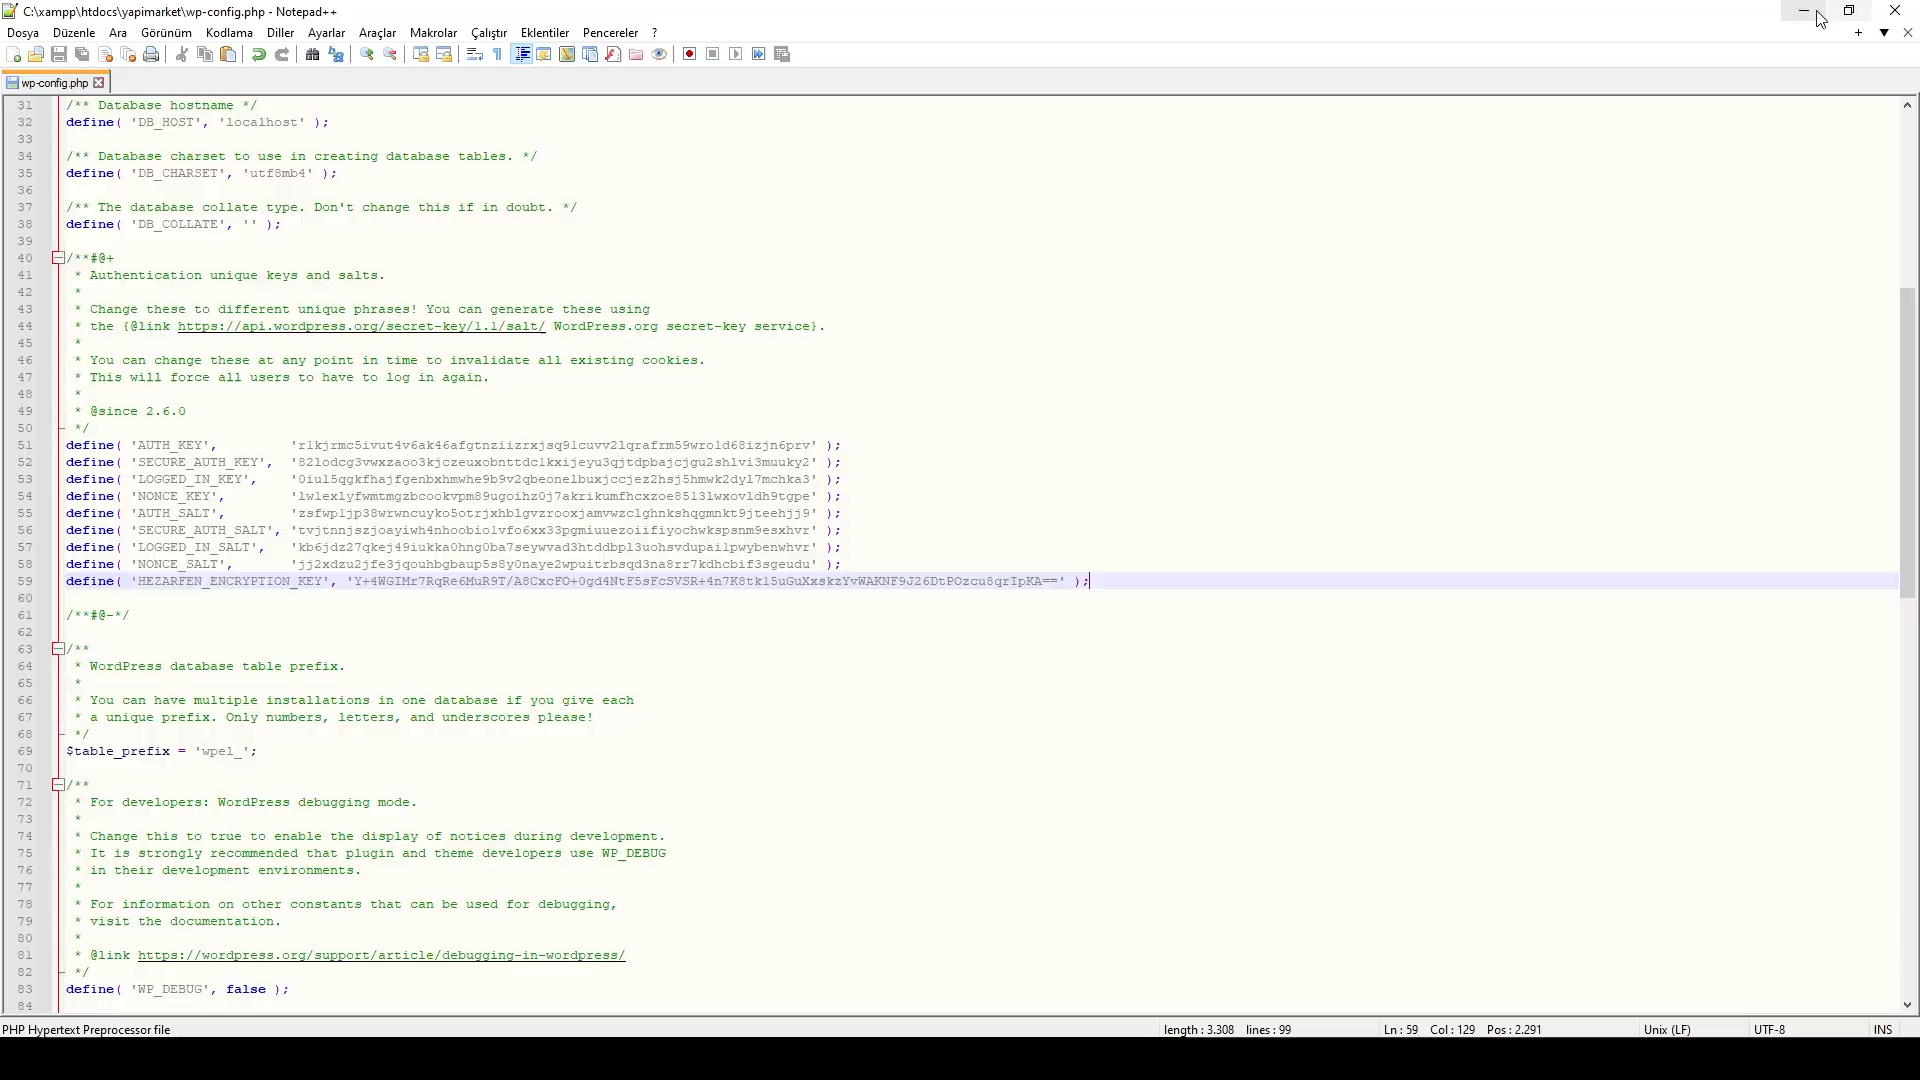 C:\xampp\htdocs\yapimarket\wp-config.php - Notepad++
Dosya Düzenle Ara Görünüm Kodlama Diller Ayarlar Araçlar Makrolar Çalıştır Eklentiler Pencereler ?
wp-config.php
31 /** Database hostname */
32 define( 'DB_HOST', 'localhost' );
33
34 /** Database charset to use in creating database tables. */
35 define( 'DB_CHARSET', 'utf8mb4' );
36
37 /** The database collate type. Don't change this if in doubt. */
38 define( 'DB_COLLATE', '' );
39
40 /**#@+
41 * Authentication unique keys and salts.
42 *
43 * Change these to different unique phrases! You can generate these using
44 * the {@link https://api.wordpress.org/secret-key/1.1/salt/ WordPress.org secret-key service}.
45 *
46 * You can change these at any point in time to invalidate all existing cookies.
47 * This will force all users to have to log in again.
48 *
49 * @since 2.6.0
50 */
51 define( 'AUTH_KEY',
52 define( 'SECURE_AUTH_KEY',
53 define( 'LOGGED_IN_KEY',
54 define( 'NONCE_KEY',
55 define( 'AUTH_SALT',
56 define( 'SECURE_AUTH_SALT',
57 define( 'LOGGED_IN_SALT',
58 define( 'NONCE_SALT',
59 define( 'HEZARFEN_ENCRYPTION_KEY',
60
61 /**#@-*/
62
63 /**
64 * WordPress database table prefix.
65 *
66 * You can have multiple installations in one database if you give each
67 * a unique prefix. Only numbers, letters, and underscores please!
68 */
69 $table_prefix = 'wpel_';
70
71 /**
72 * For developers: WordPress debugging mode.
73 *
74 * Change this to true to enable the display of notices during development.
75 * It is strongly recommended that plugin and theme developers use WP_DEBUG
76 * in their development environments.
77 *
78 * For information on other constants that can be used for debugging,
79 * visit the documentation.
80 *
81 * @link https://wordpress.org/support/article/debugging-in-wordpress/
82 */
83 define( 'WP_DEBUG', false );
84
PHP Hypertext Preprocessor file length : 3.308 lines : 99 Ln : 59 Col : 129 Pos : 2.291 Unix (LF) UTF-8 INS